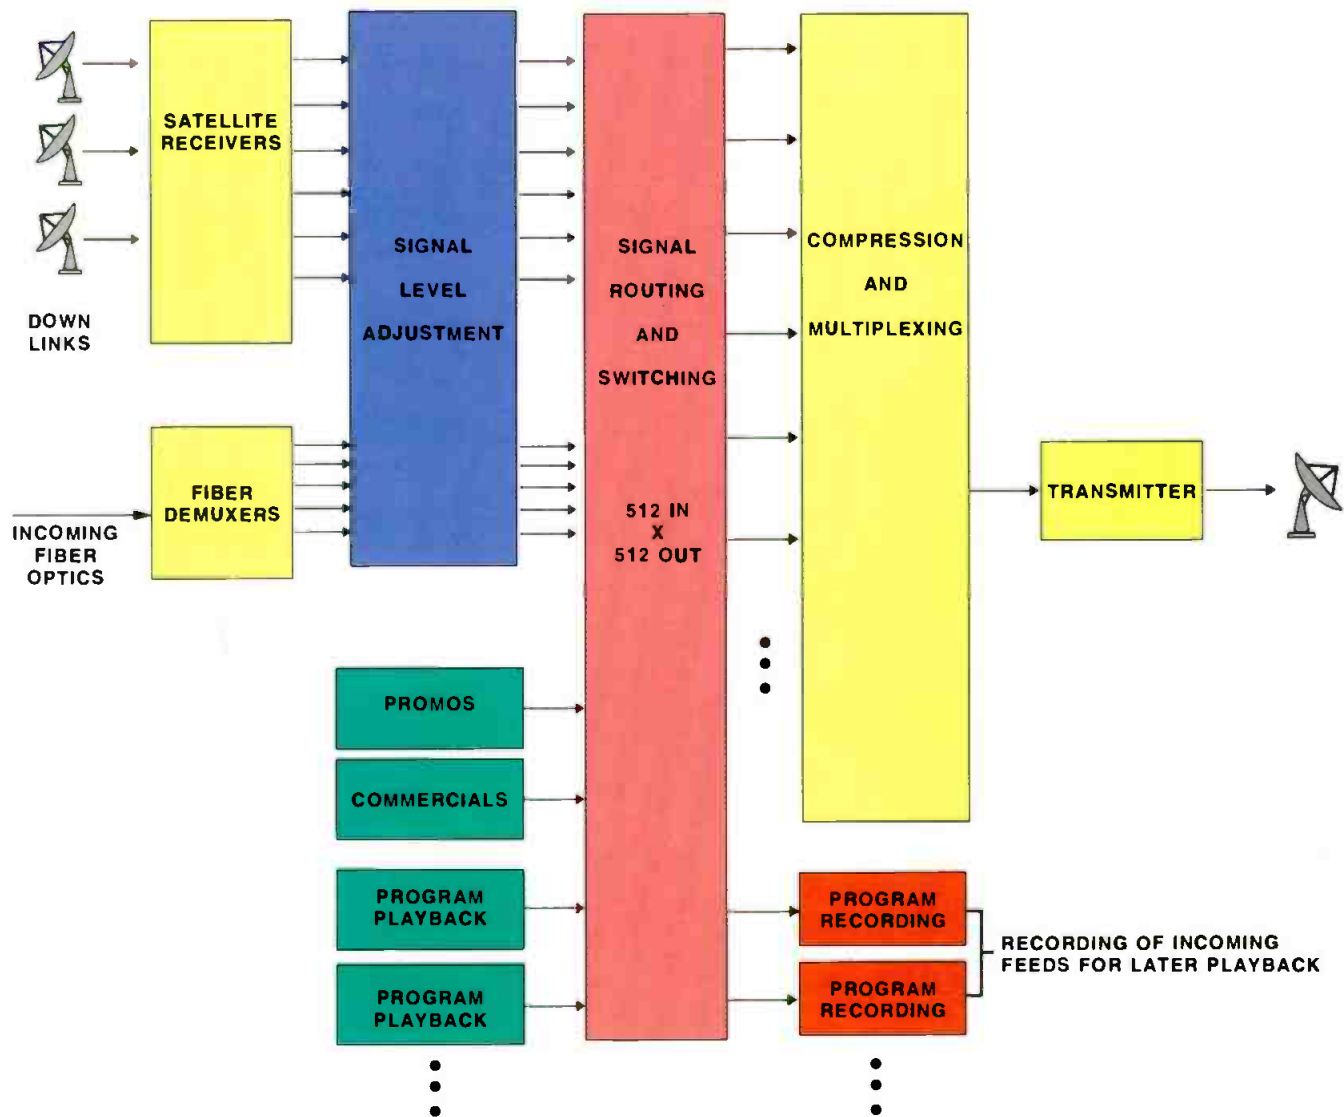 SATELLITE
RECEIVERS
DOWN
LINKS
FIBER
DEMUXERS
INCOMING
FIBER
OPTICS
SIGNAL
LEVEL
ADJUSTMENT
SIGNAL
ROUTING
AND
SWITCHING
512 IN
X
512 OUT
COMPRESSION
AND
MULTIPLEXING
TRANSMITTER
PROMOS
COMMERCIALS
PROGRAM
PLAYBACK
PROGRAM
PLAYBACK
PROGRAM
RECORDING
PROGRAM
RECORDING
RECORDING OF INCOMING
FEEDS FOR LATER PLAYBACK